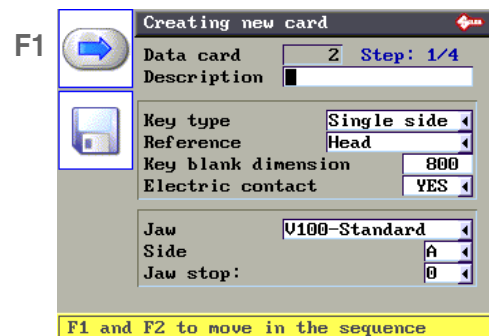 Creating new card
F1
Data card 2 Step: 1/4
Description
Key type Single side
Reference Head
Key blank dimension 800
Electric contact YES
Jaw V100-Standard
Side A
Jaw stop: 0
F1 and F2 to move in the sequence